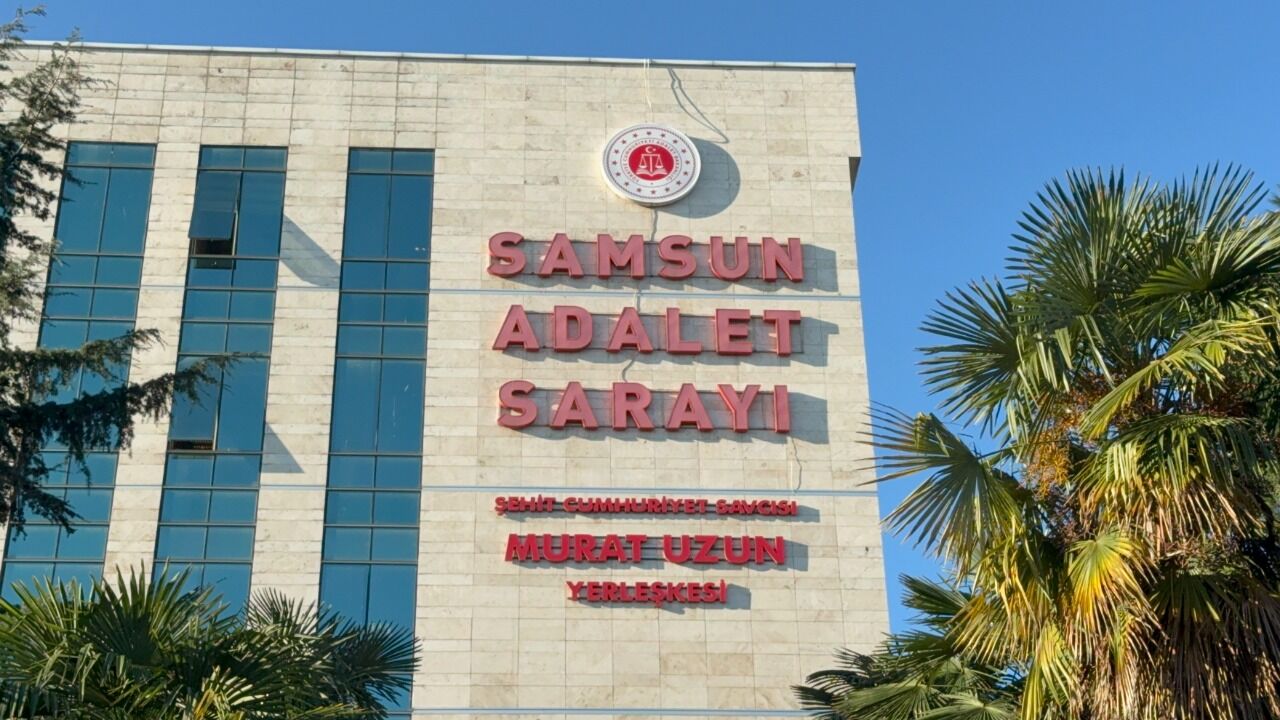 SAMSUN
ADALET
SARAYI
ŞEHİT CUMHURİYET SAVCISI
MURAT UZUN
YERLEŞKESİ